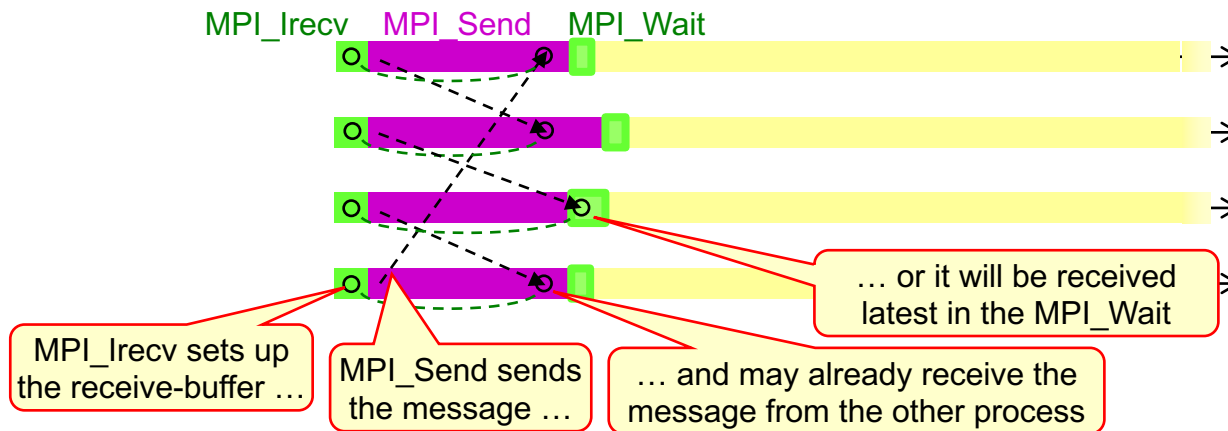 MPI_Irecv MPI_Send MPI_Wait
… or it will be received
latest in the MPI_Wait
MPI_Irecv sets up
the receive-buffer …
MPI_Send sends
the message …
… and may already receive the
message from the other process